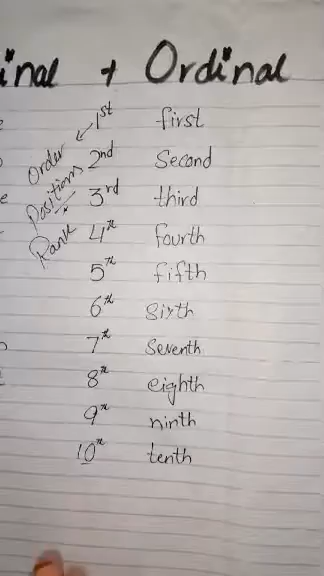 inal + Ordinal
1st first
2nd Second
3rd third
4th fourth
5th fifth
6th Sixth
7th Seventh
8th eighth
9th ninth
10th tenth
Order
Positions
Rank